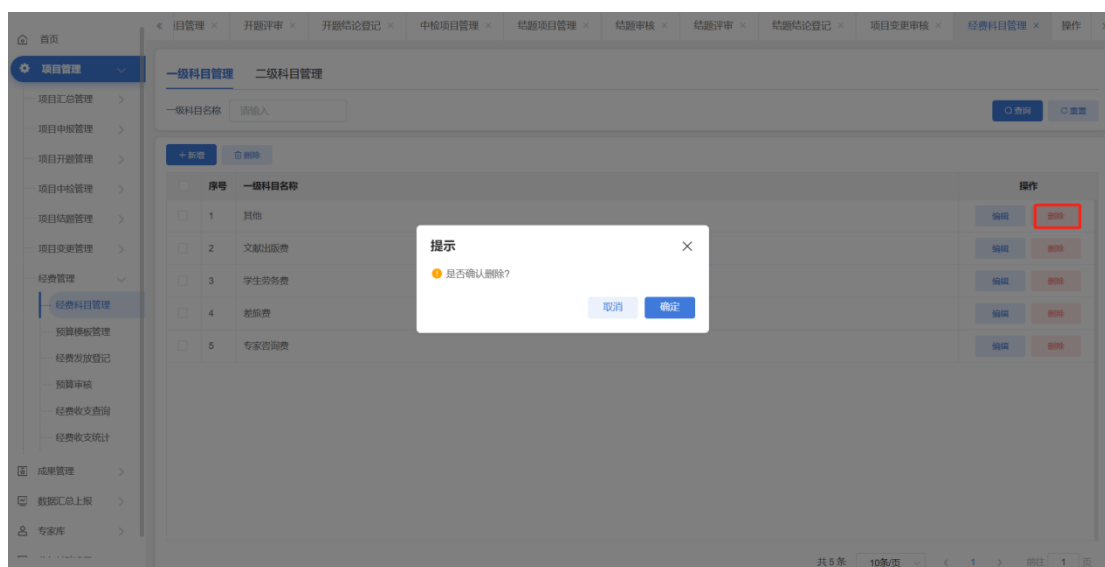 首页
«
目管理 ×
开题评审 ×
开题结论登记 ×
中检项目管理 ×
结题项目管理 ×
结题审核 ×
结题评审 ×
结题结论登记 ×
项目变更审核 ×
经费科目管理 ×
操作
项目管理
项目汇总管理
项目申报管理
项目开题管理
项目中检管理
项目结题管理
项目变更管理
经费管理
经费科目管理
预算模板管理
经费发放登记
预算审核
经费收支查询
经费收支统计
成果管理
数据汇总上报
专家库
一级科目管理 二级科目管理
一级科目名称 请输入 查询 重置
+ 新增 删除
序号 一级科目名称 操作
1 其他 编辑 删除
2 文献出版费 编辑 删除
3 学生劳务费 编辑 删除
4 差旅费 编辑 删除
5 专家咨询费 编辑 删除
提示 ×
是否确认删除?
取消 确定
共 5 条 10条/页 < 1 > 前往 1 页